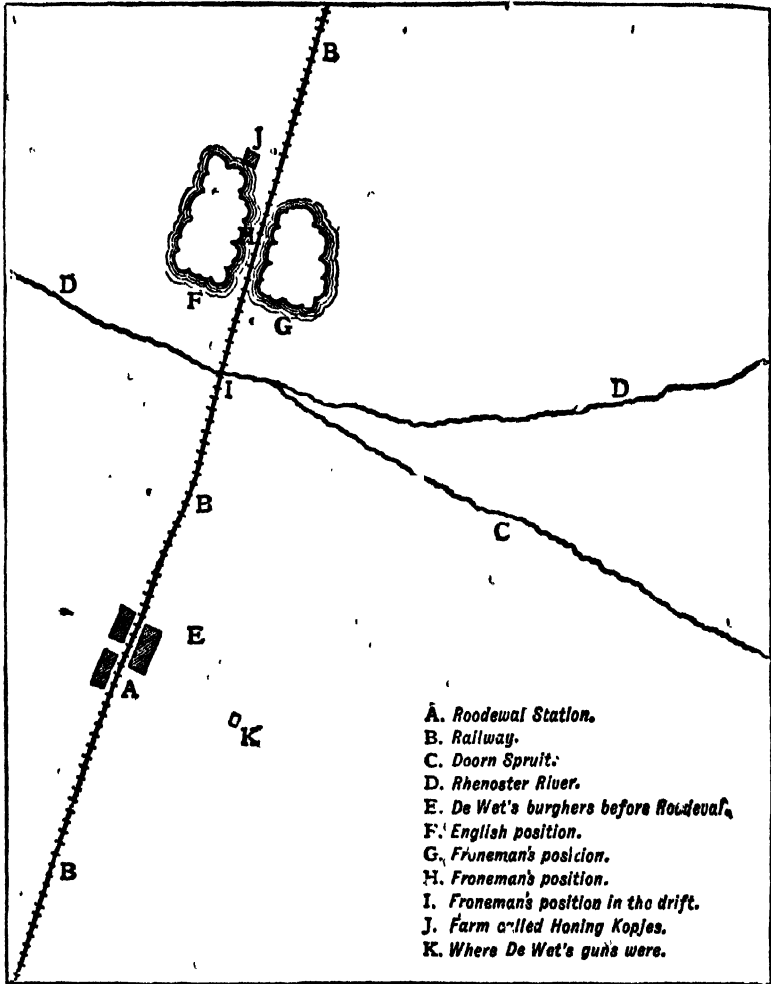 B
J
H
D
F
G
I
D
B
C
E
A
K
B
A. Roodewal Station.
B. Railway.
C. Doorn Spruit.
D. Rhenoster River.
E. De Wet's burghers before Roodeval.
F. English position.
G. Froneman's position.
H. Froneman's position.
I. Froneman's position in the drift.
J. Farm called Honing Kopjes.
K. Where De Wet's guns were.